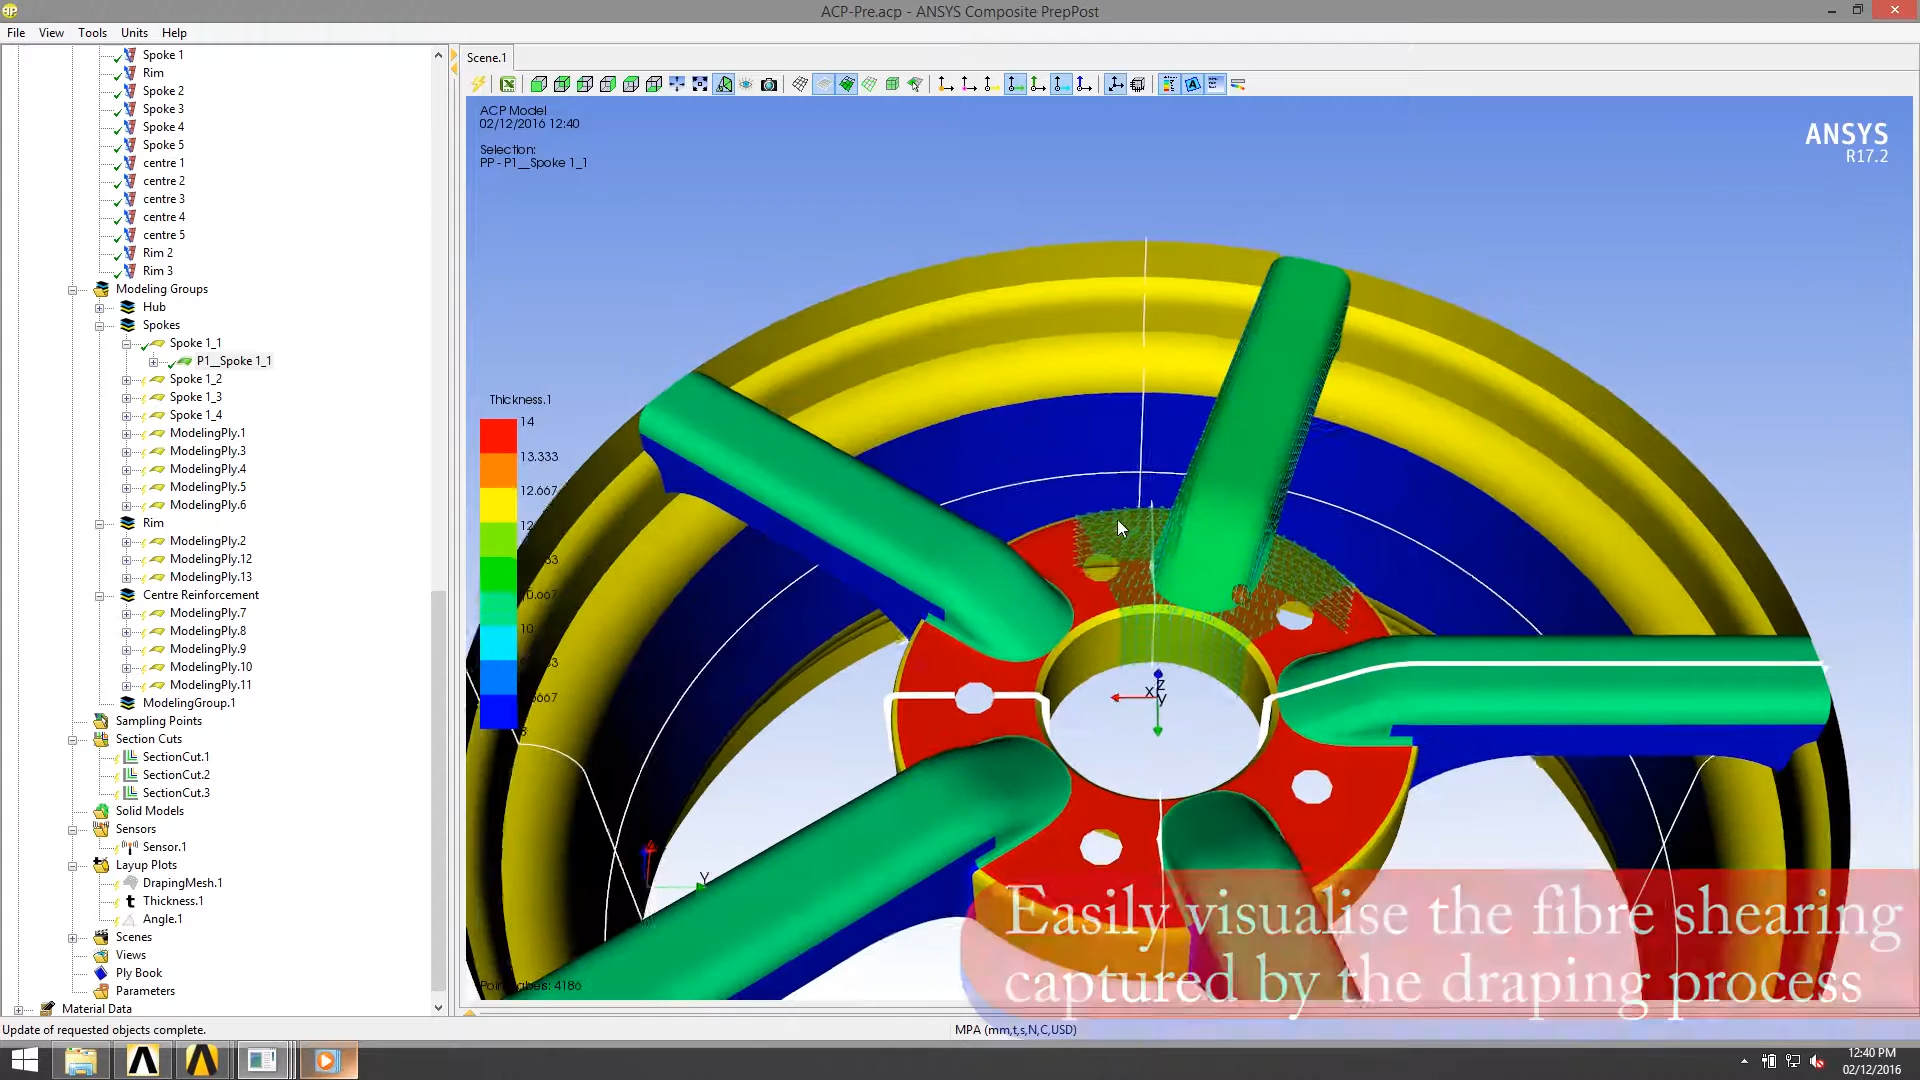 ACP-Pre.acp - ANSYS Composite PrepPost
File View Tools Units Help
Spoke 1
Rim
Spoke 2
Spoke 3
Spoke 4
Spoke 5
centre 1
centre 2
centre 3
centre 4
centre 5
Rim 2
Rim 3
Modeling Groups
Hub
Spokes
Spoke 1_1
P1__Spoke 1_1
Spoke 1_2
Spoke 1_3
Spoke 1_4
ModelingPly.1
ModelingPly.3
ModelingPly.4
ModelingPly.5
ModelingPly.6
Rim
ModelingPly.2
ModelingPly.12
ModelingPly.13
Centre Reinforcement
ModelingPly.7
ModelingPly.8
ModelingPly.9
ModelingPly.10
ModelingPly.11
ModelingGroup.1
Sampling Points
Section Cuts
SectionCut.1
SectionCut.2
SectionCut.3
Solid Models
Sensors
Sensor.1
Layup Plots
DrapingMesh.1
Thickness.1
Angle.1
Scenes
Views
Ply Book
Parameters
Material Data
Update of requested objects complete.
Scene.1
ACP Model
02/12/2016 12:40
Selection:
PP - P1__Spoke 1_1
ANSYS
R17.2
Thickness.1
14
13.333
12.667
10
8
X
Z
Y
Y
Easily visualise the fibre shearing
captured by the draping process
4186
MPA (mm,t,s,N,C,USD)
12:40 PM
02/12/2016